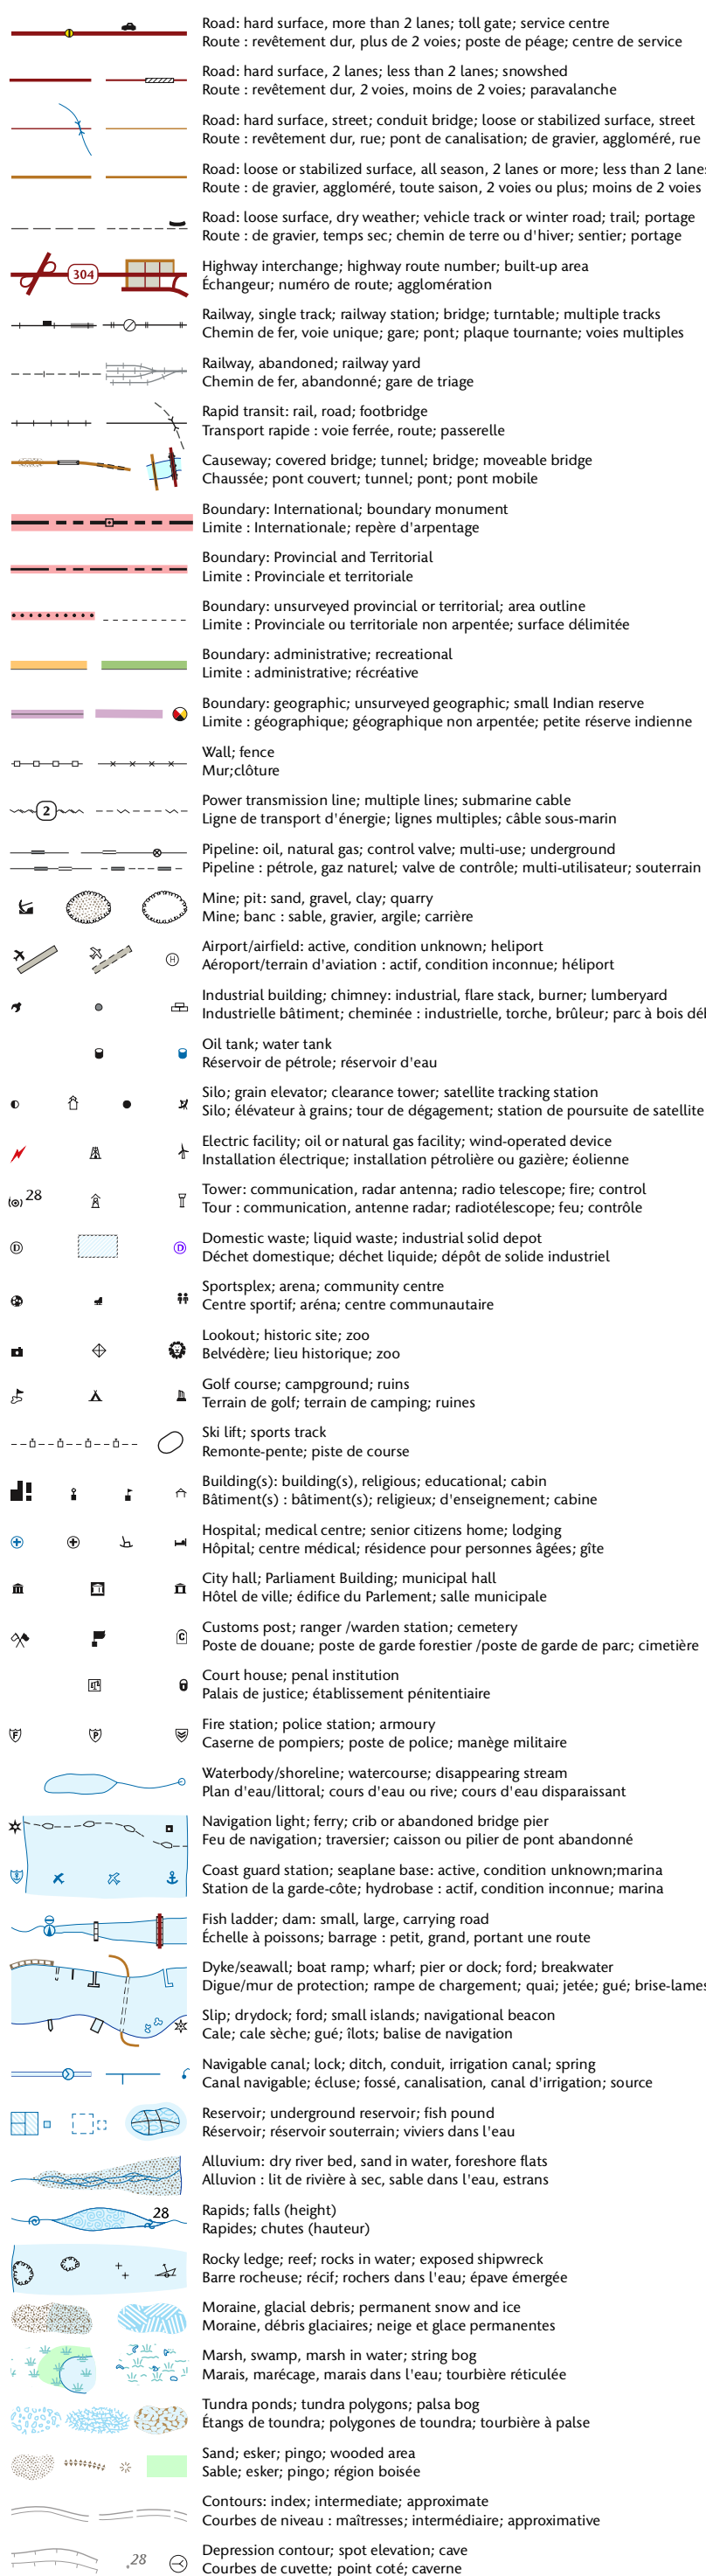 Road: hard surface, more than 2 lanes; toll gate; service centre
Route : revêtement dur, plus de 2 voies; poste de péage; centre de service
Road: hard surface, 2 lanes; less than 2 lanes; snowshed
Route : revêtement dur, 2 voies, moins de 2 voies; paravalanche
Road: hard surface, street; conduit bridge; loose or stabilized surface, street
Route : revêtement dur, rue; pont de canalisation; de gravier, aggloméré, rue
Road: loose or stabilized surface, all season, 2 lanes or more; less than 2 lane
Route : de gravier, aggloméré, toute saison, 2 voies ou plus; moins de 2 voies
Road: loose surface, dry weather; vehicle track or winter road; trail; portage
Route : de gravier, temps sec; chemin de terre ou d'hiver; sentier; portage
304
Highway interchange; highway route number; built-up area
Échangeur; numéro de route; agglomération
Railway, single track; railway station; bridge; turntable; multiple tracks
Chemin de fer, voie unique; gare; pont; plaque tournante; voies multiples
Railway, abandoned; railway yard
Chemin de fer, abandonné; gare de triage
Rapid transit: rail, road; footbridge
Transport rapide : voie ferrée, route; passerelle
Causeway; covered bridge; tunnel; bridge; moveable bridge
Chaussée; pont couvert; tunnel; pont; pont mobile
Boundary: International; boundary monument
Limite : Internationale; repère d'arpentage
Boundary: Provincial and Territorial
Limite : Provinciale et territoriale
Boundary: unsurveyed provincial or territorial; area outline
Limite : Provinciale ou territoriale non arpentée; surface délimitée
Boundary: administrative; recreational
Limite : administrative; récréative
Boundary: geographic; unsurveyed geographic; small Indian reserve
Limite : géographique; géographique non arpentée; petite réserve indienne
Wall; fence
Mur;clôture
2
Power transmission line; multiple lines; submarine cable
Ligne de transport d'énergie; lignes multiples; câble sous-marin
Pipeline: oil, natural gas; control valve; multi-use; underground
Pipeline : pétrole, gaz naturel; valve de contrôle; multi-utilisateur; souterrain
Mine; pit: sand, gravel, clay; quarry
Mine; banc : sable, gravier, argile; carrière
H
Airport/airfield: active, condition unknown; heliport
Aéroport/terrain d'aviation : actif, condition inconnue; héliport
Industrial building; chimney: industrial, flare stack, burner; lumberyard
Industrielle bâtiment; cheminée : industrielle, torche, brûleur; parc à bois dél
Oil tank; water tank
Réservoir de pétrole; réservoir d'eau
Silo; grain elevator; clearance tower; satellite tracking station
Silo; élévateur à grains; tour de dégagement; station de poursuite de satellite
Electric facility; oil or natural gas facility; wind-operated device
Installation électrique; installation pétrolière ou gazière; éolienne
28
Tower: communication, radar antenna; radio telescope; fire; control
Tour : communication, antenne radar; radiotélescope; feu; contrôle
D D
Domestic waste; liquid waste; industrial solid depot
Déchet domestique; déchet liquide; dépôt de solide industriel
Sportsplex; arena; community centre
Centre sportif; aréna; centre communautaire
Lookout; historic site; zoo
Belvédère; lieu historique; zoo
Golf course; campground; ruins
Terrain de golf; terrain de camping; ruines
Ski lift; sports track
Remonte-pente; piste de course
Building(s): building(s), religious; educational; cabin
Bâtiment(s) : bâtiment(s); religieux; d'enseignement; cabine
Hospital; medical centre; senior citizens home; lodging
Hôpital; centre médical; résidence pour personnes âgées; gîte
City hall; Parliament Building; municipal hall
Hôtel de ville; édifice du Parlement; salle municipale
C
Customs post; ranger /warden station; cemetery
Poste de douane; poste de garde forestier /poste de garde de parc; cimetière
Court house; penal institution
Palais de justice; établissement pénitentiaire
F P
Fire station; police station; armoury
Caserne de pompiers; poste de police; manège militaire
Waterbody/shoreline; watercourse; disappearing stream
Plan d'eau/littoral; cours d'eau ou rive; cours d'eau disparaissant
Navigation light; ferry; crib or abandoned bridge pier
Feu de navigation; traversier; caisson ou pilier de pont abandonné
Coast guard station; seaplane base: active, condition unknown;marina
Station de la garde-côte; hydrobase : actif, condition inconnue; marina
Fish ladder; dam: small, large, carrying road
Échelle à poissons; barrage : petit, grand, portant une route
Dyke/seawall; boat ramp; wharf; pier or dock; ford; breakwater
Digue/mur de protection; rampe de chargement; quai; jetée; gué; brise-lames
Slip; drydock; ford; small islands; navigational beacon
Cale; cale sèche; gué; îlots; balise de navigation
Navigable canal; lock; ditch, conduit, irrigation canal; spring
Canal navigable; écluse; fossé, canalisation, canal d'irrigation; source
Reservoir; underground reservoir; fish pound
Réservoir; réservoir souterrain; viviers dans l'eau
Alluvium: dry river bed, sand in water, foreshore flats
Alluvion : lit de rivière à sec, sable dans l'eau, estrans
28
Rapids; falls (height)
Rapides; chutes (hauteur)
Rocky ledge; reef; rocks in water; exposed shipwreck
Barre rocheuse; récif; rochers dans l'eau; épave émergée
Moraine, glacial debris; permanent snow and ice
Moraine, débris glaciaires; neige et glace permanentes
Marsh, swamp, marsh in water; string bog
Marais, marécage, marais dans l'eau; tourbière réticulée
Tundra ponds; tundra polygons; palsa bog
Étangs de toundra; polygones de toundra; tourbière à palse
Sand; esker; pingo; wooded area
Sable; esker; pingo; région boisée
Contours: index; intermediate; approximate
Courbes de niveau : maîtresses; intermédiaire; approximative
.28
Depression contour; spot elevation; cave
Courbes de cuvette; point coté; caverne